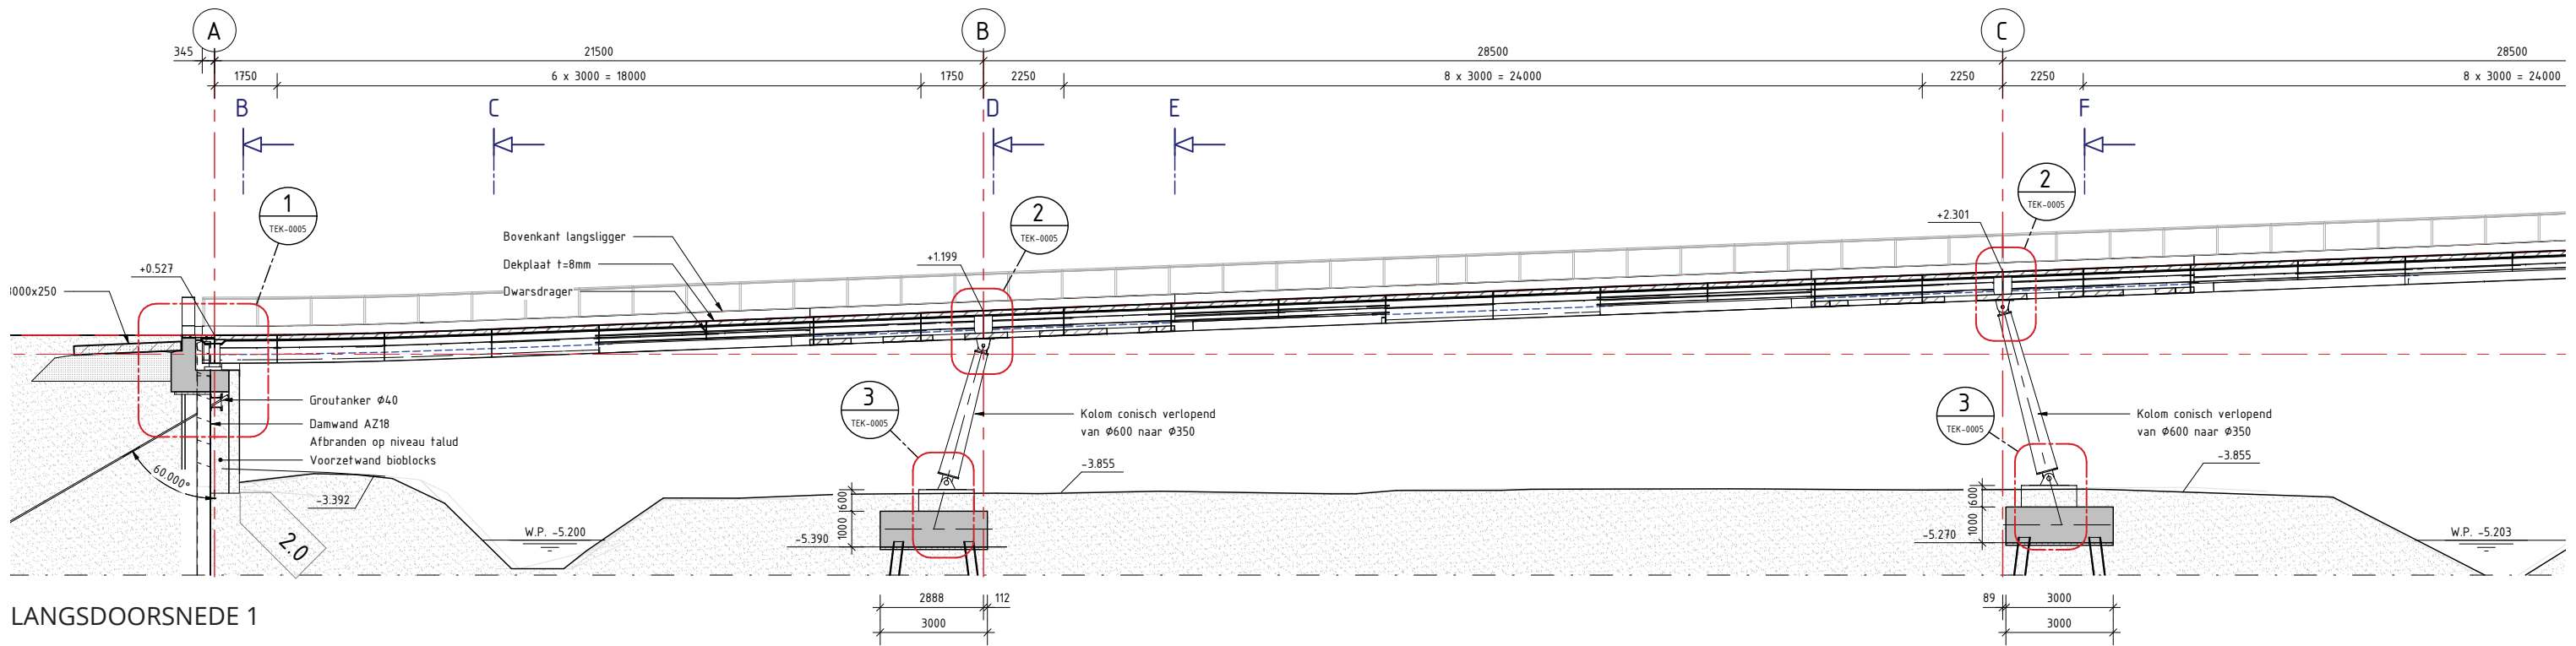 A
B
C
345
21500
28500
28500
1750
6 x 3000 = 18000
1750
2250
8 x 3000 = 24000
2250
2250
8 x 3000 = 24000
B
C
D
E
F
1
TEK-0005
2
TEK-0005
2
TEK-0005
+0.527
+1.199
+2.301
Bovenkant langsligger
Dekplaat t=8mm
Dwarsdrager
3000x250
Groutanker Ø40
Damwand AZ18
Afbranden op niveau talud
Voorzetwand bioblocks
60.000°
-3.392
2.0
W.P. -5.200
3
TEK-0005
Kolom conisch verlopend
van Ø600 naar Ø350
-3.855
600
1000
-5.390
3
TEK-0005
Kolom conisch verlopend
van Ø600 naar Ø350
-3.855
600
1000
-5.270
W.P. -5.203
2888
112
3000
89
3000
3000
LANGSDOORSNEDE 1